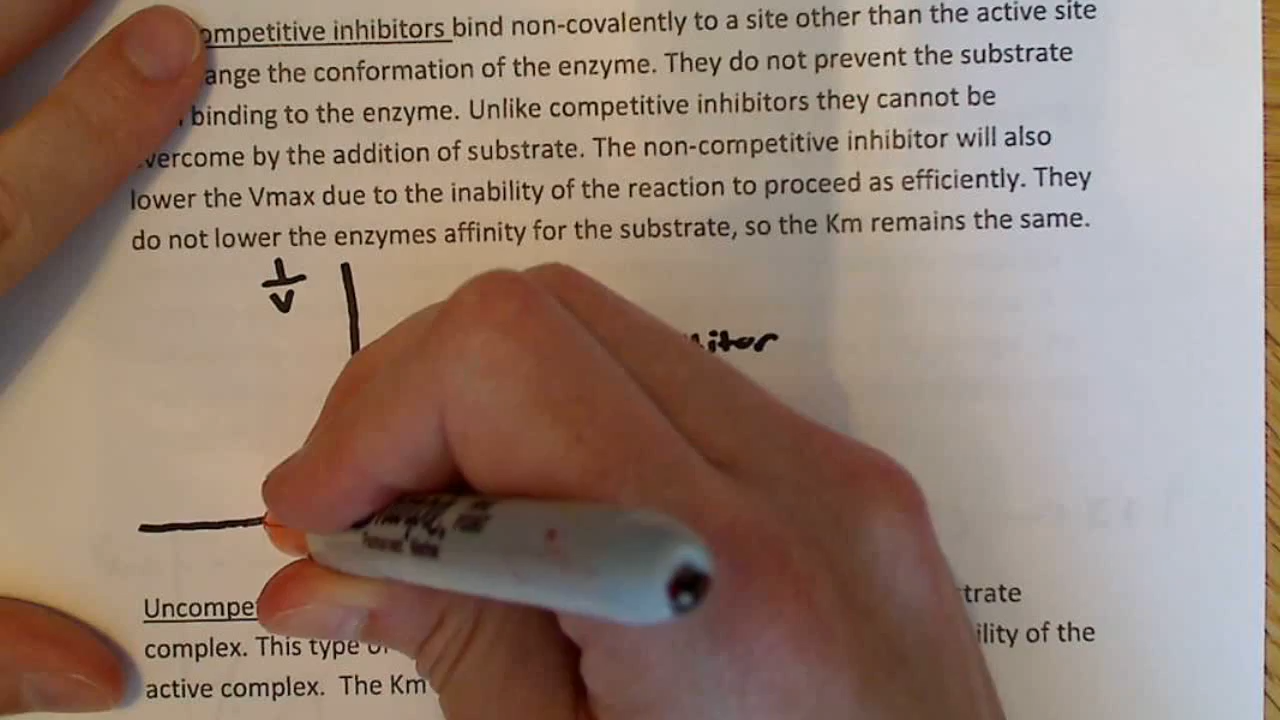 ompetitive inhibitors bind non-covalently to a site other than the active site
ange the conformation of the enzyme. They do not prevent the substrate
binding to the enzyme. Unlike competitive inhibitors they cannot be
vercome by the addition of substrate. The non-competitive inhibitor will also
lower the Vmax due to the inability of the reaction to proceed as efficiently. They
do not lower the enzymes affinity for the substrate, so the Km remains the same.
1
v
itor
Uncompe
trate
complex. This type
ility of the
active complex. The Km